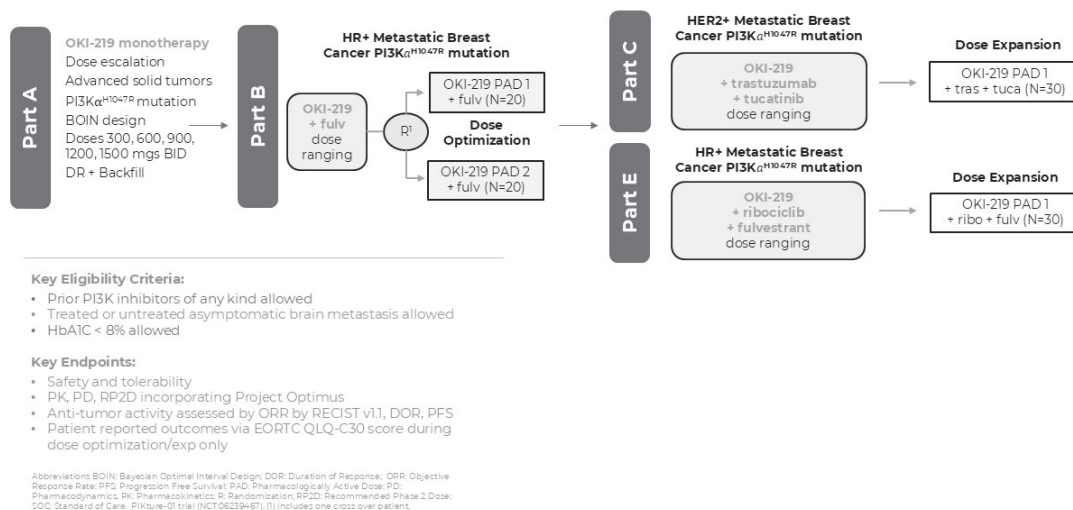 Part A
OKI-219 monotherapy
Dose escalation
Advanced solid tumors
PI3Kα^H1047R mutation
BOIN design
Doses 300, 600, 900,
1200, 1500 mgs BID
DR + Backfill
Part B
HR+ Metastatic Breast
Cancer PI3Kα^H1047R mutation
OKI-219
+ fulv
dose
ranging
R¹
OKI-219 PAD 1
+ fulv (N=20)
Dose
Optimization
OKI-219 PAD 2
+ fulv (N=20)
Part C
HER2+ Metastatic Breast
Cancer PI3Kα^H1047R mutation
OKI-219
+ trastuzumab
+ tucatinib
dose ranging
Dose Expansion
OKI-219 PAD 1
+ tras + tuca (N=30)
Part E
HR+ Metastatic Breast
Cancer PI3Kα^H1047R mutation
OKI-219
+ ribociclib
+ fulvestrant
dose ranging
Dose Expansion
OKI-219 PAD 1
+ ribo + fulv (N=30)
Key Eligibility Criteria:
• Prior PI3K inhibitors of any kind allowed
• Treated or untreated asymptomatic brain metastasis allowed
• HbA1C < 8% allowed
Key Endpoints:
• Safety and tolerability
• PK, PD, RP2D incorporating Project Optimus
• Anti-tumor activity assessed by ORR by RECIST v1.1, DOR, PFS
• Patient reported outcomes via EORTC QLQ-C30 score during
dose optimization/exp only
Abbreviations BOIN: Bayesian Optimal Interval Design; DOR: Duration of Response; ORR: Objective
Response Rate; PFS: Progression Free Survival; PAD: Pharmacologically Active Dose; PD:
Pharmacodynamics, PK: Pharmacokinetics; R: Randomization; RP2D: Recommended Phase 2 Dose;
SOC: Standard of Care. PIKture-01 trial (NCT:06239467). (1) includes one cross over patient.